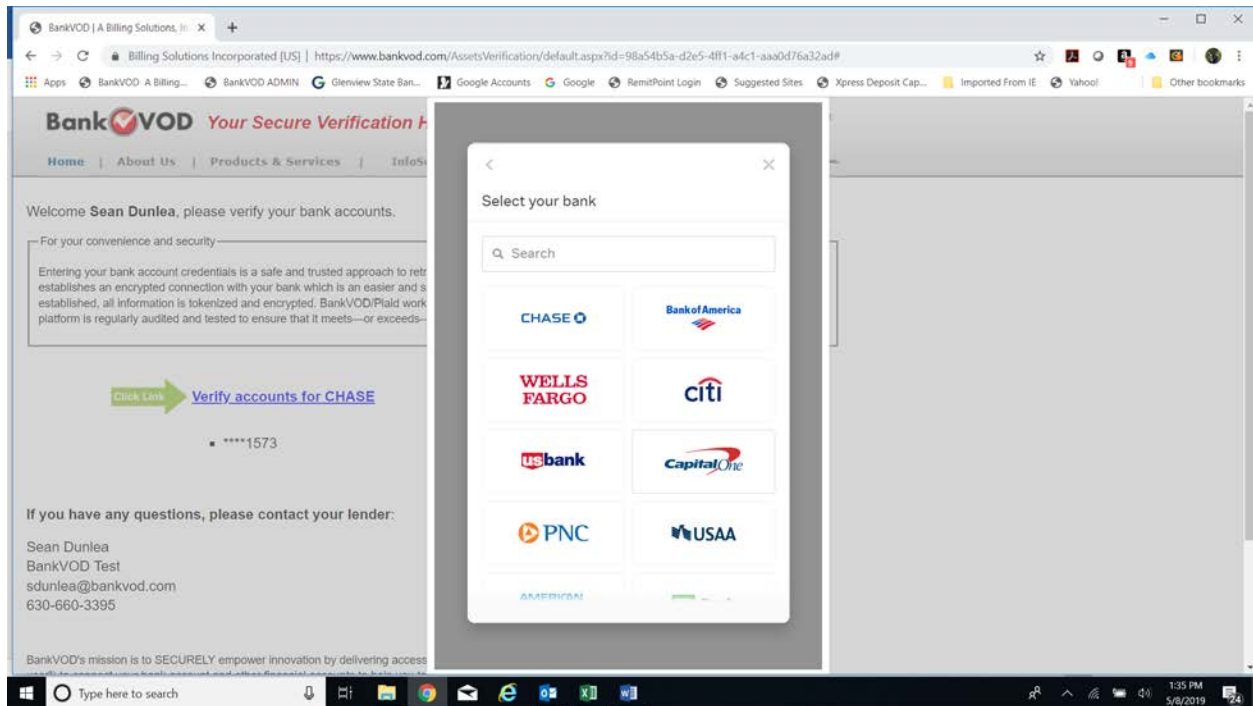 BankVOD | A Billing Solutions, In
Billing Solutions Incorporated [US] | https://www.bankvod.com/AssetsVerification/default.aspx?id=98a54b5a-d2e5-4ff1-a4c1-aaa0d76a32ad#
Apps BankVOD A Billing... BankVOD ADMIN Glenview State Ban... Google Accounts Google RemitPoint Login Suggested Sites Xpress Deposit Cap... Imported From IE Yahoo! Other bookmarks
BankVOD Your Secure Verification H
Home | About Us | Products & Services | InfoSe
Select your bank
Welcome Sean Dunlea, please verify your bank accounts.
For your convenience and security
Search
Entering your bank account credentials is a safe and trusted approach to retr
establishes an encrypted connection with your bank which is an easier and s
established, all information is tokenized and encrypted. BankVOD/Plaid work
platform is regularly audited and tested to ensure that it meets—or exceeds—
CHASE
Bank of America
WELLS
FARGO
citi
Click Link Verify accounts for CHASE
****1573
usbank
Capital One
PNC
USAA
AMERICAN
If you have any questions, please contact your lender:
Sean Dunlea
BankVOD Test
sdunlea@bankvod.com
630-660-3395
BankVOD's mission is to SECURELY empower innovation by delivering access
Type here to search
1:35 PM
5/8/2019
24